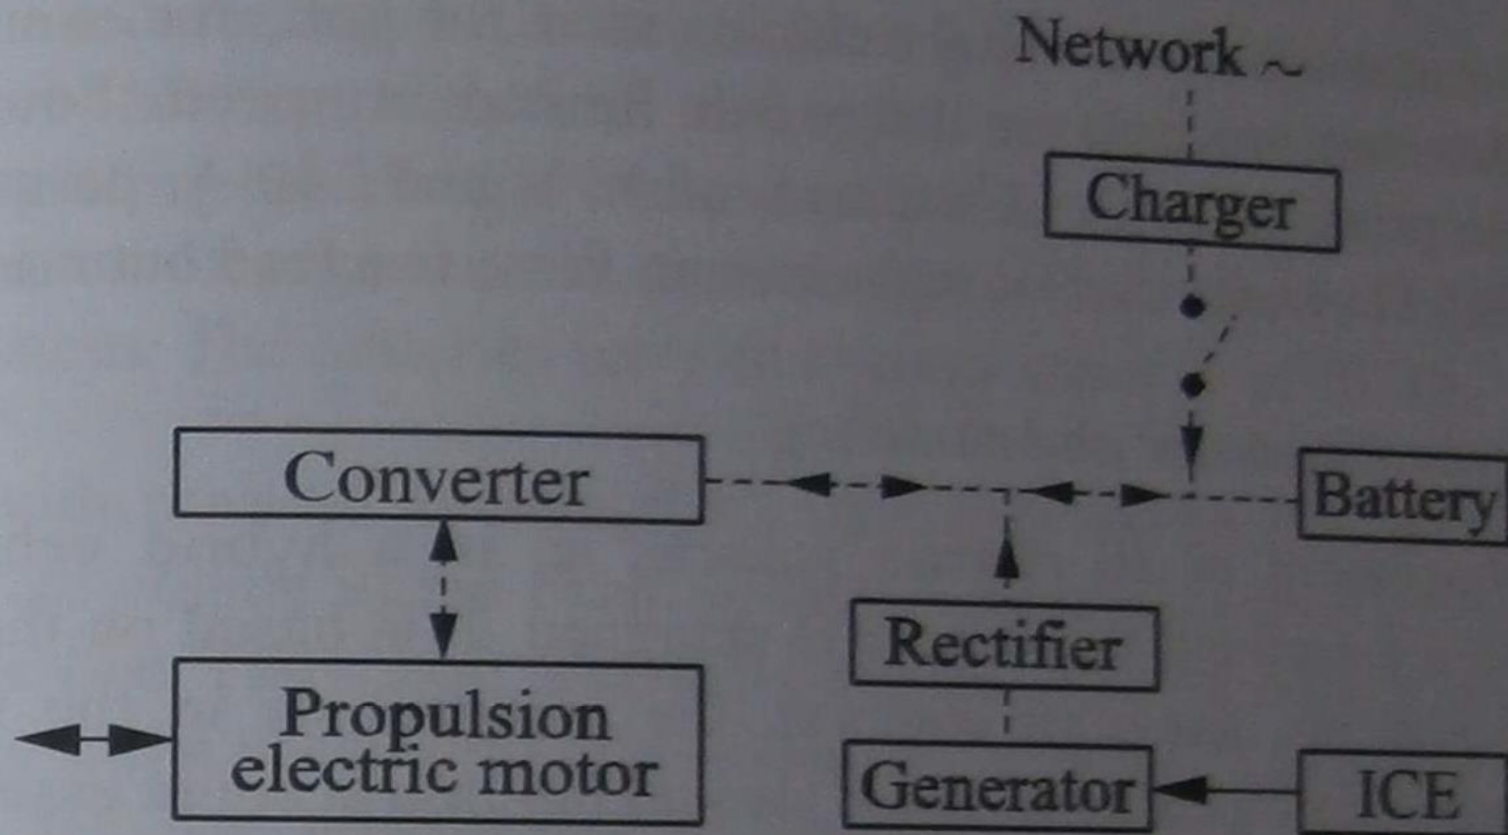 Network ~
Charger
Converter
Battery
Rectifier
Propulsion
electric motor
Generator
ICE